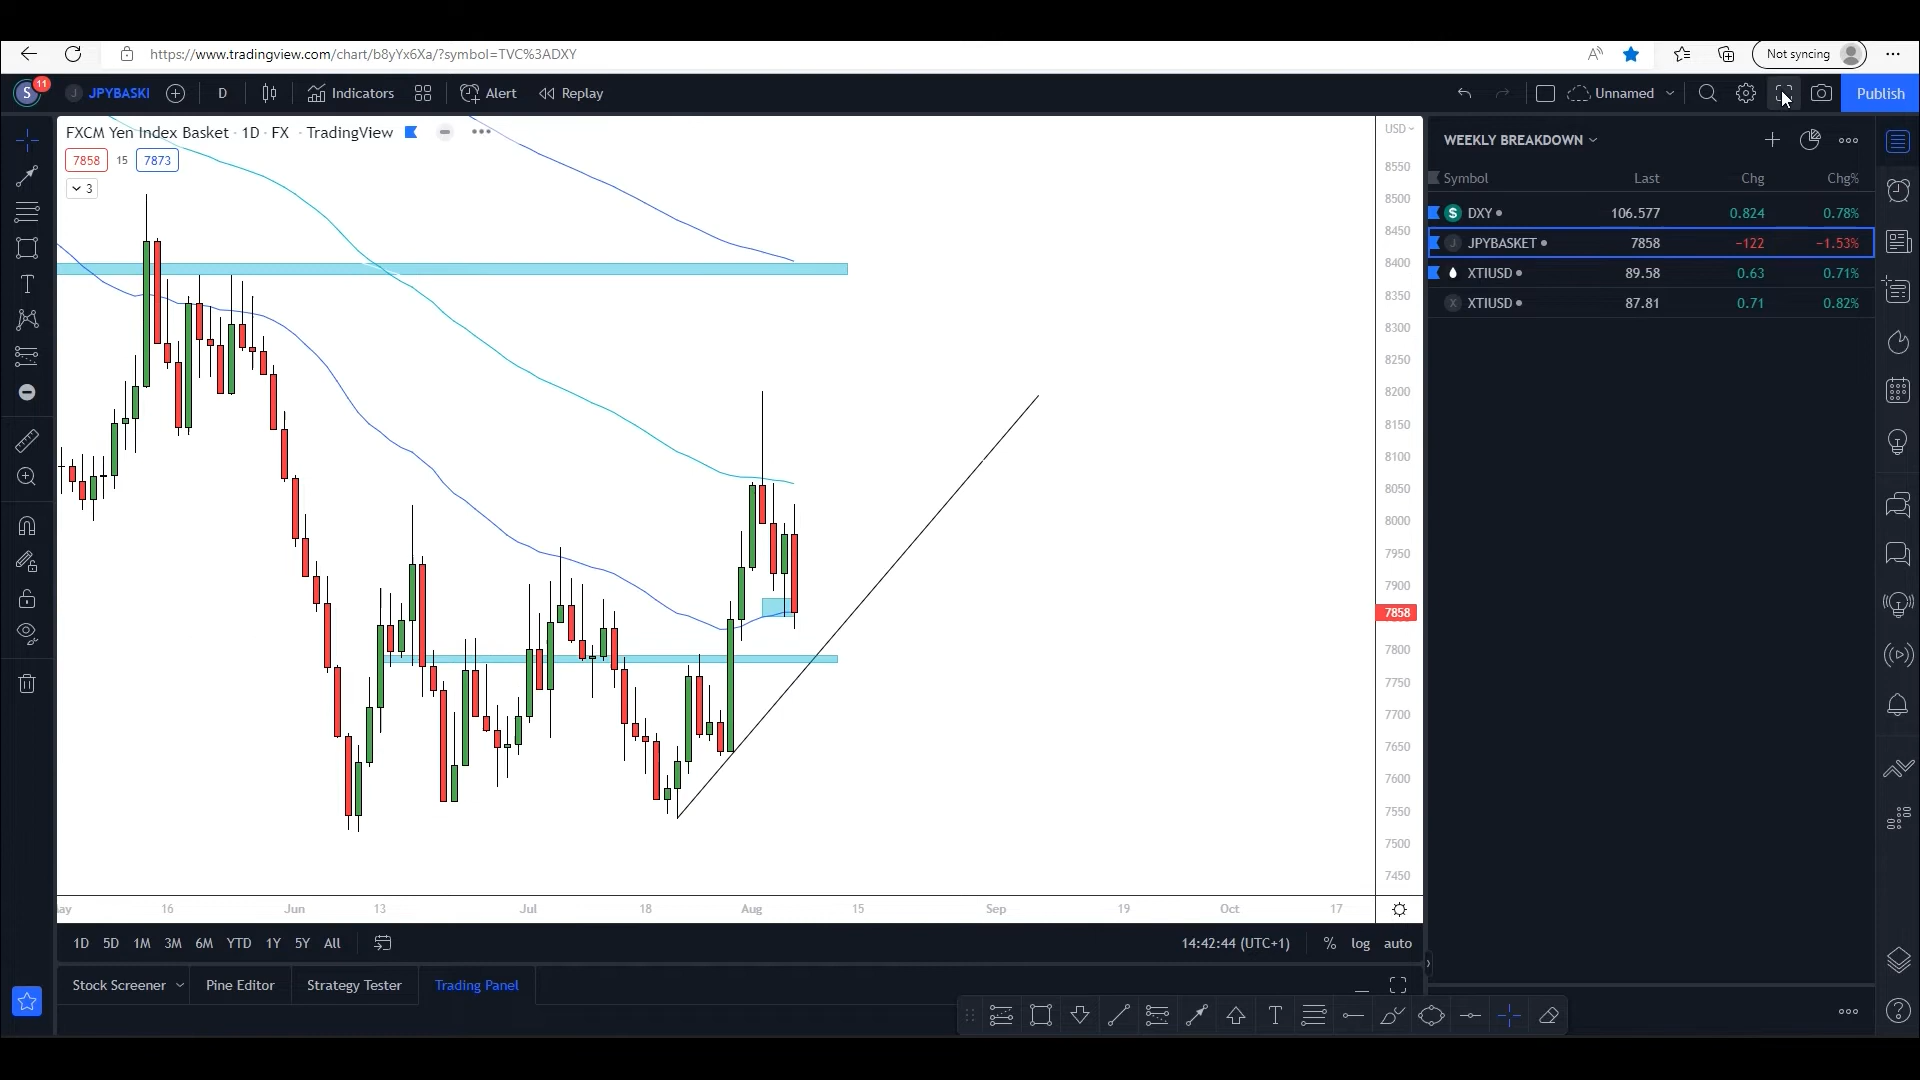 https://www.tradingview.com/chart/b8yYx6Xa/?symbol=TVC%3ADXY
Not syncing
S 11 J JPYBASKI D Indicators Alert Replay Unnamed Publish
FXCM Yen Index Basket · 1D · FX · TradingView
7858 15 7873
3
USD
8550
8500
8450
8400
8350
8300
8250
8200
8150
8100
8050
8000
7950
7900
7858
7800
7750
7700
7650
7600
7550
7500
7450
ay 16 Jun 13 Jul 18 Aug 15 Sep 19 Oct 17
1D 5D 1M 3M 6M YTD 1Y 5Y All
14:42:44 (UTC+1) % log auto
Stock Screener Pine Editor Strategy Tester Trading Panel
WEEKLY BREAKDOWN
Symbol Last Chg Chg%
$ DXY 106.577 0.824 0.78%
J JPYBASKET 7858 −122 −1.53%
XTIUSD 89.58 0.63 0.71%
X XTIUSD 87.81 0.71 0.82%